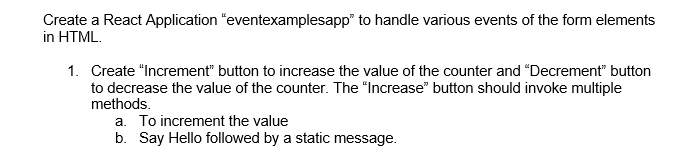 Create a React Application “eventexamplesapp” to handle various events of the form elements
in HTML.
1. Create “Increment” button to increase the value of the counter and “Decrement” button
to decrease the value of the counter. The “Increase” button should invoke multiple
methods.
a. To increment the value
b. Say Hello followed by a static message.